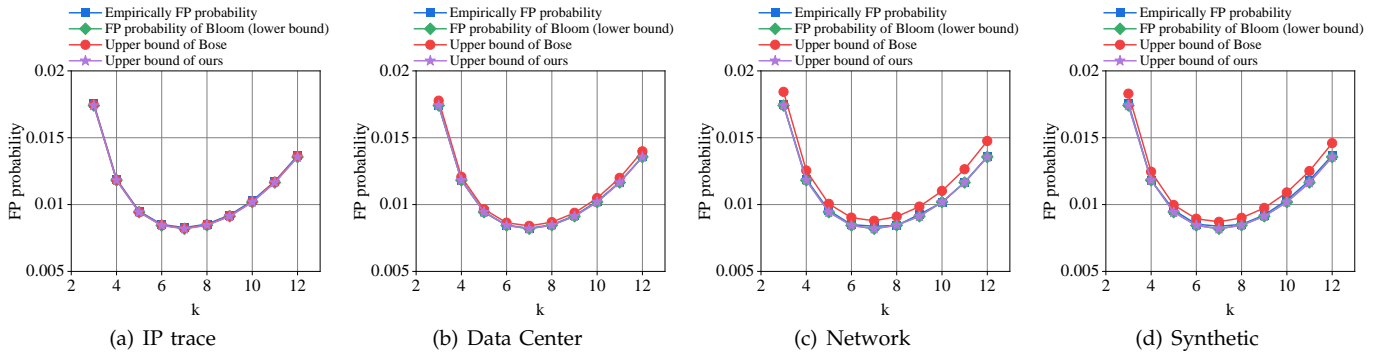 Empirically FP probability
FP probability of Bloom (lower bound)
Upper bound of Bose
Upper bound of ours
0.02
0.015
0.01
0.005
FP probability
2 4 6 8 10 12
k
(a) IP trace
Empirically FP probability
FP probability of Bloom (lower bound)
Upper bound of Bose
Upper bound of ours
0.02
0.015
0.01
0.005
FP probability
2 4 6 8 10 12
k
(b) Data Center
Empirically FP probability
FP probability of Bloom (lower bound)
Upper bound of Bose
Upper bound of ours
0.02
0.015
0.01
0.005
FP probability
2 4 6 8 10 12
k
(c) Network
Empirically FP probability
FP probability of Bloom (lower bound)
Upper bound of Bose
Upper bound of ours
0.02
0.015
0.01
0.005
FP probability
2 4 6 8 10 12
k
(d) Synthetic